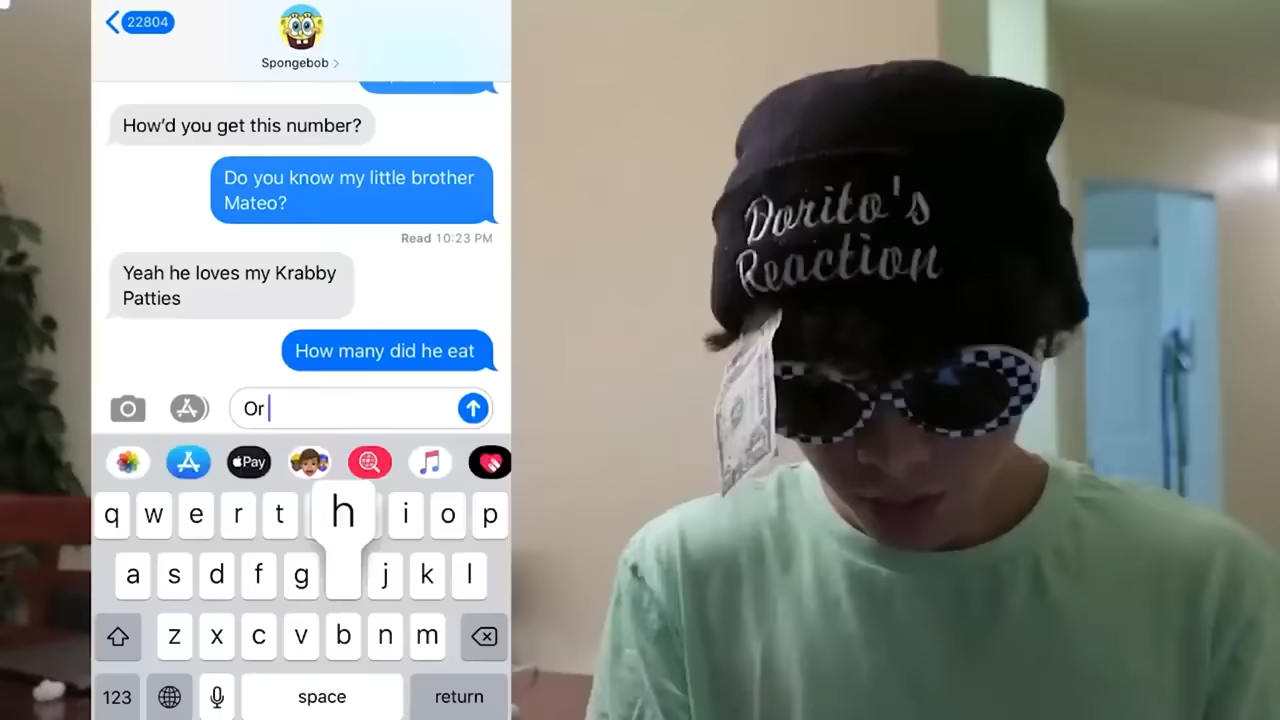 22804
Spongebob
How'd you get this number?
Do you know my little brother
Mateo?
Read 10:23 PM
Yeah he loves my Krabby
Patties
How many did he eat
Or
Pay
q w e r t h i o p
a s d f g j k l
z x c v b n m
123 space return
Dorito's
Reaction